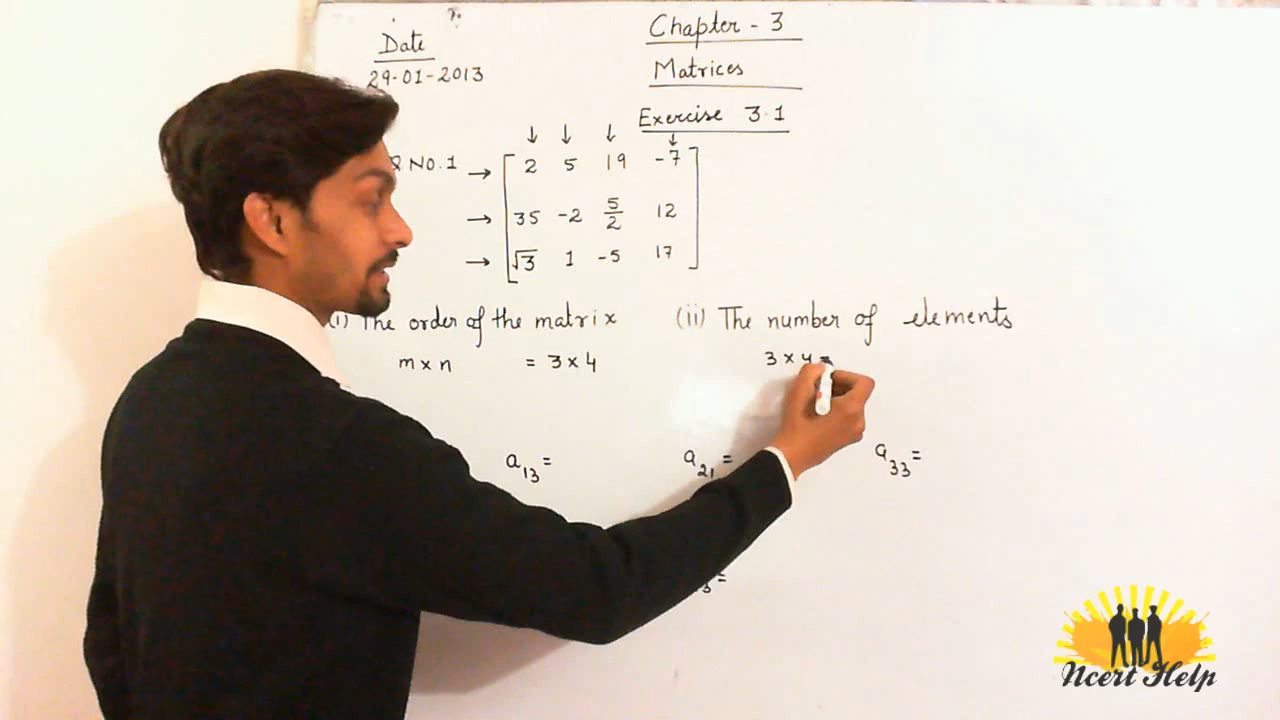 Date
29-01-2013
Chapter - 3
Matrices
Exercise 3.1
↓ ↓ ↓ ↓
NO.1 → [ 2 5 19 -7
→ 35 -2 5/2 12
→ √3 1 -5 17 ]
(i) The order of the matrix
m × n = 3 × 4
(ii) The number of elements
3 × 4 =
a₁₃ =
a₂₁ =
a₃₃ =
₃ =
Ncert Help